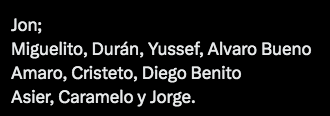 Jon;
Miguelito, Durán, Yussef, Alvaro Bueno
Amaro, Cristeto, Diego Benito
Asier, Caramelo y Jorge.